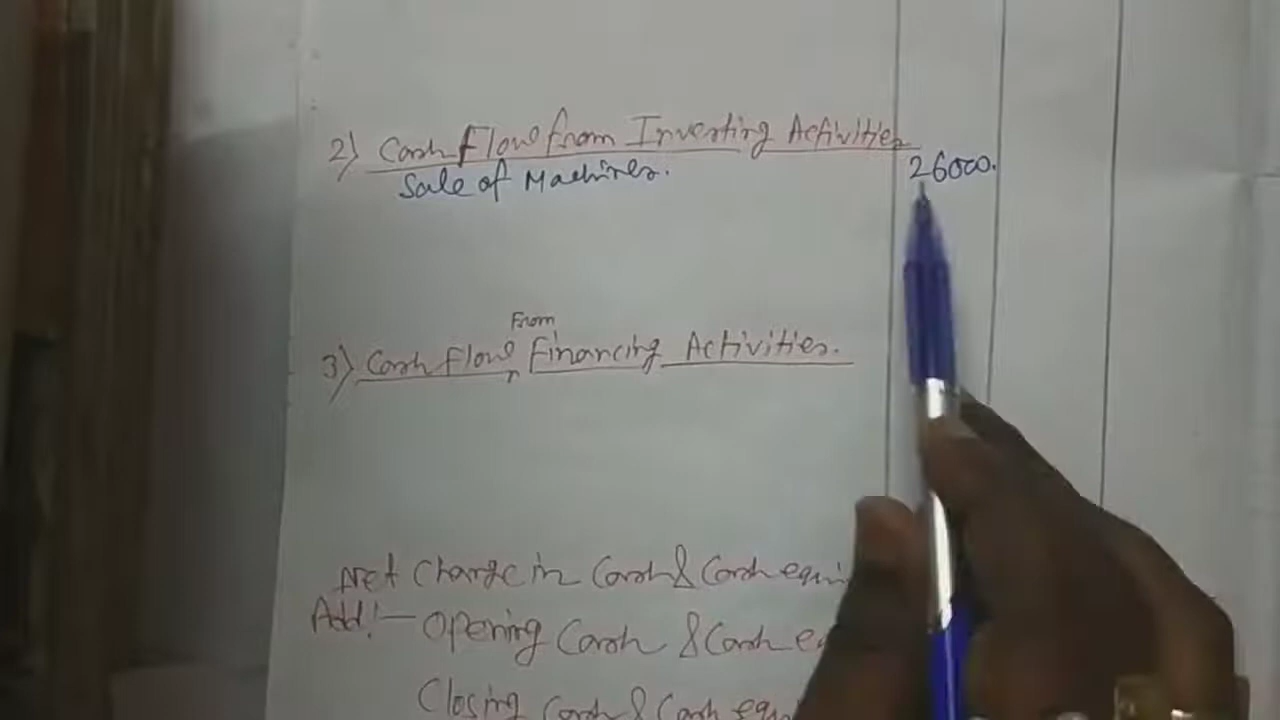 2) Cash Flow from Investing Activities
Sale of Machines. 26000.
3) Cash Flow From Financing Activities.
Net Change in Cash & Cash equi
Add:- Opening Cash & Cash e
Closing Cash & Cash equ